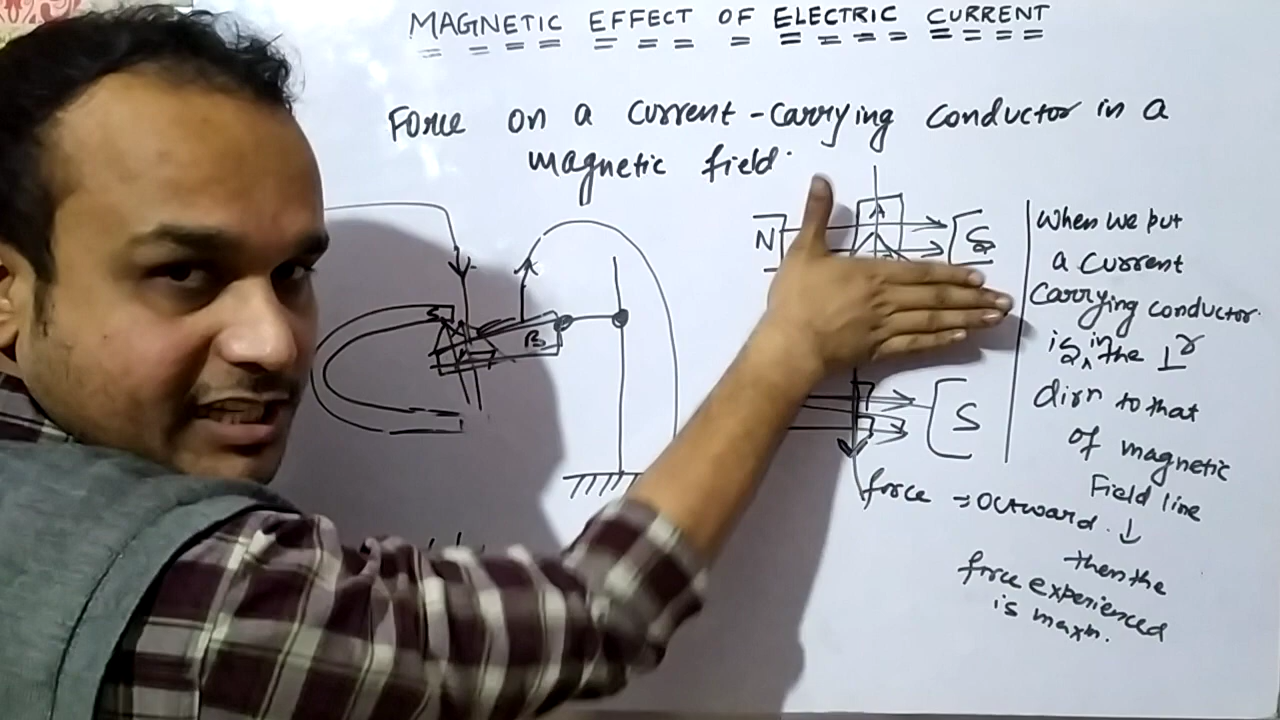 MAGNETIC EFFECT OF ELECTRIC CURRENT
Force on a current-carrying conductor in a
magnetic field.
N
S
S
B
S
force → outward.
When we put
a current
carrying conductor
is in the ⊥r
dirn to that
of magnetic
Field line
↓
then the
force experienced
is maxm.